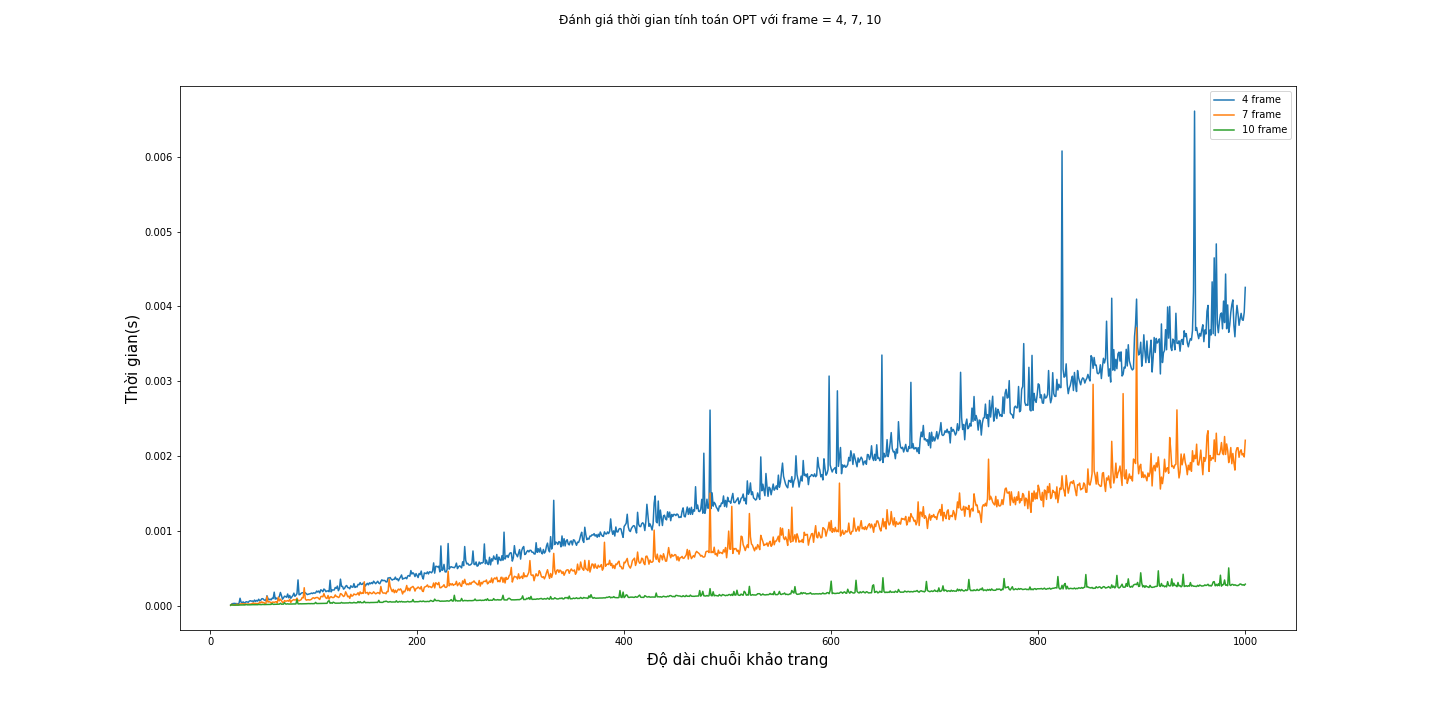 Đánh giá thời gian tính toán OPT với frame = 4, 7, 10
4 frame
7 frame
10 frame
0.006
0.005
0.004
0.003
0.002
0.001
0.000
Thời gian(s)
0 200 400 600 800 1000
Độ dài chuỗi khảo trang